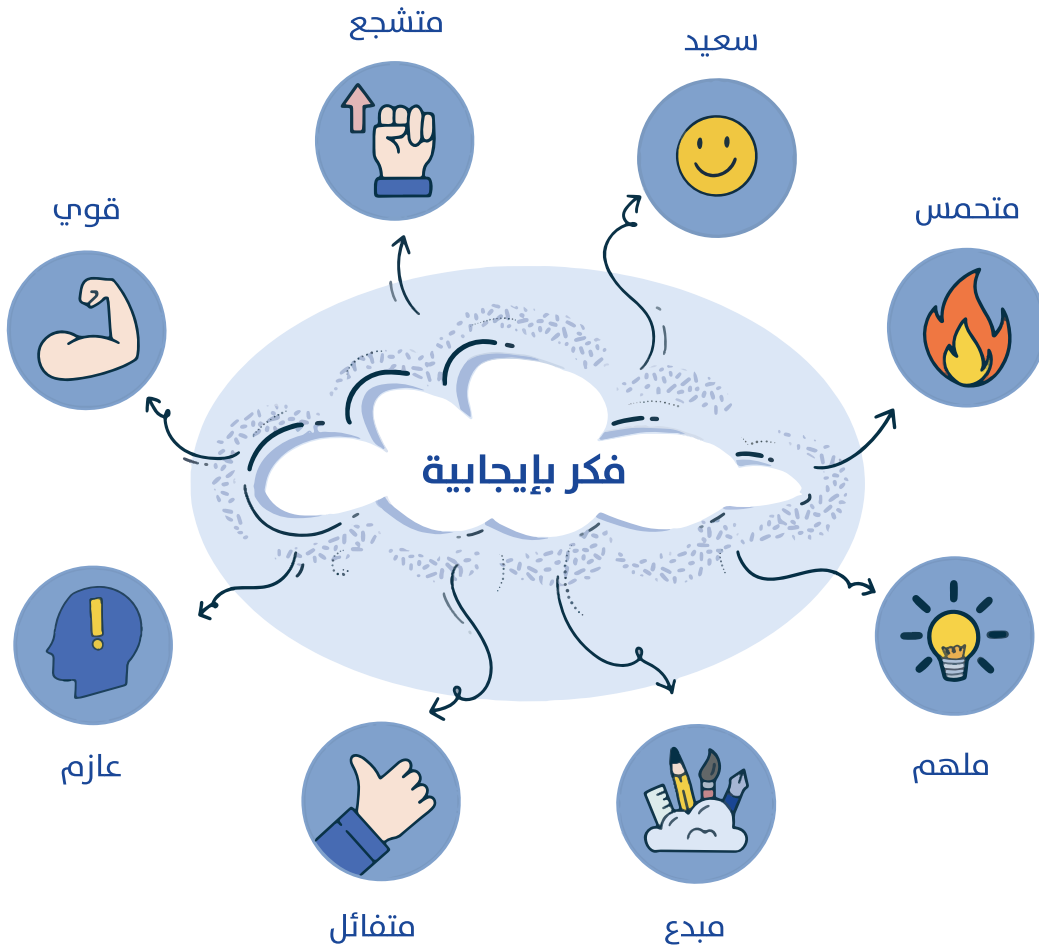 سعيد
متشجع
متحمس
قوي
فكر بإيجابية
ملهم
عازم
مبدع
متفائل